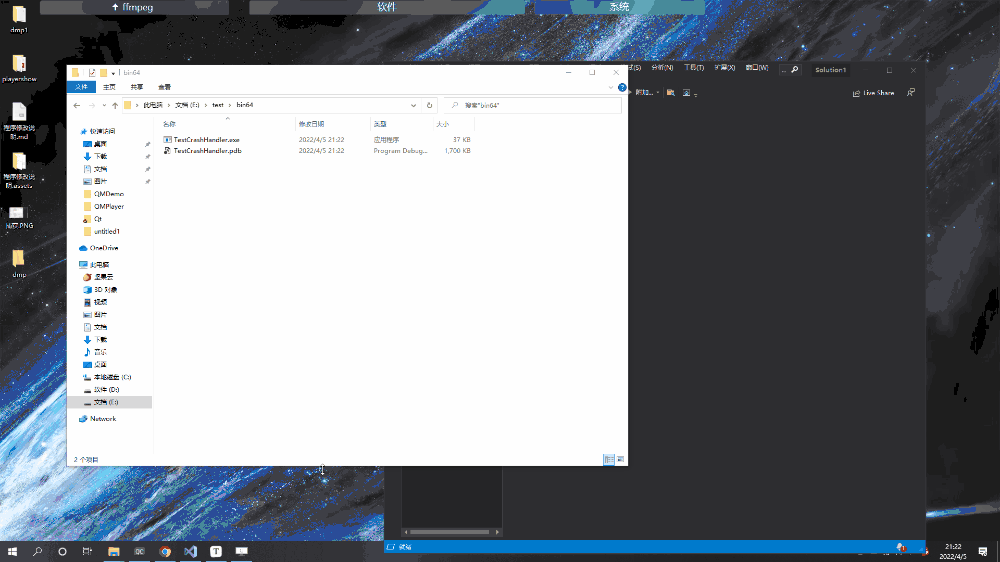 ffmpeg
软件
系统
dmp1
playershow
程序修改说明.md
程序修改说明.assets
捕获.PNG
dmp
bin64
文件
主页
共享
查看
此电脑 › 文档 (E:) › test › bin64
搜索"bin64"
名称
修改日期
类型
大小
TestCrashHandler.exe
2022/4/5 21:22
应用程序
37 KB
TestCrashHandler.pdb
2022/4/5 21:22
Program Debug...
1,700 KB
快速访问
桌面
下载
文档
图片
QMDemo
QMPlayer
Qt
untitled1
OneDrive
此电脑
坚果云
3D 对象
视频
图片
文档
下载
音乐
桌面
本地磁盘 (C:)
软件 (D:)
文档 (E:)
Network
2 个项目
分析(N)
工具(T)
扩展(X)
窗口(W)
Solution1
附加...
Live Share
就绪
21:22
2022/4/5